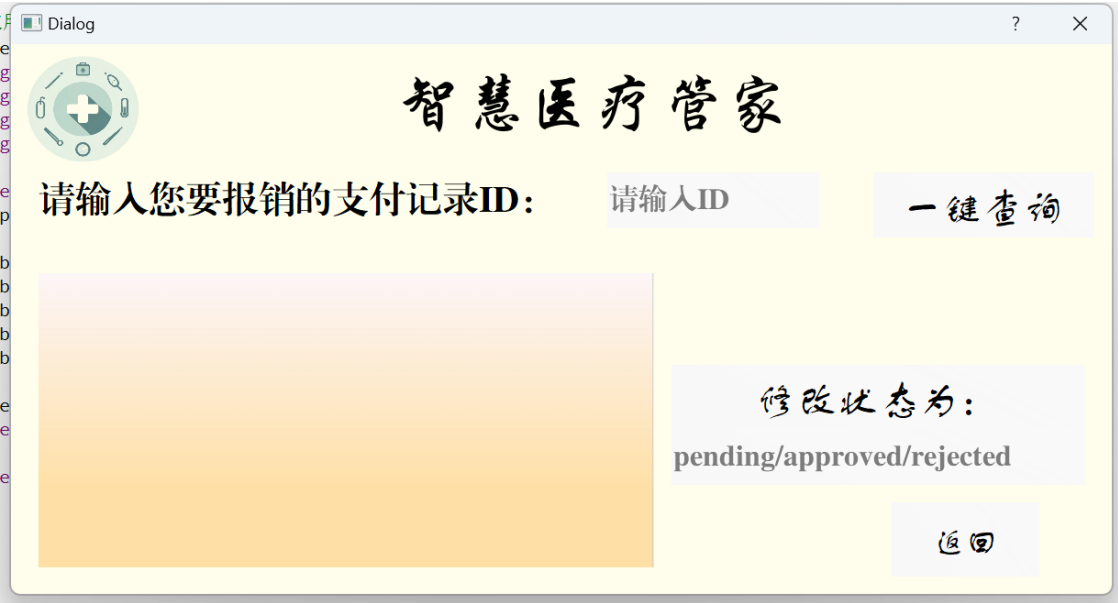 Dialog
?
智慧医疗管家
请输入您要报销的支付记录ID：
请输入ID
一键查询
修改状态为：
pending/approved/rejected
返回